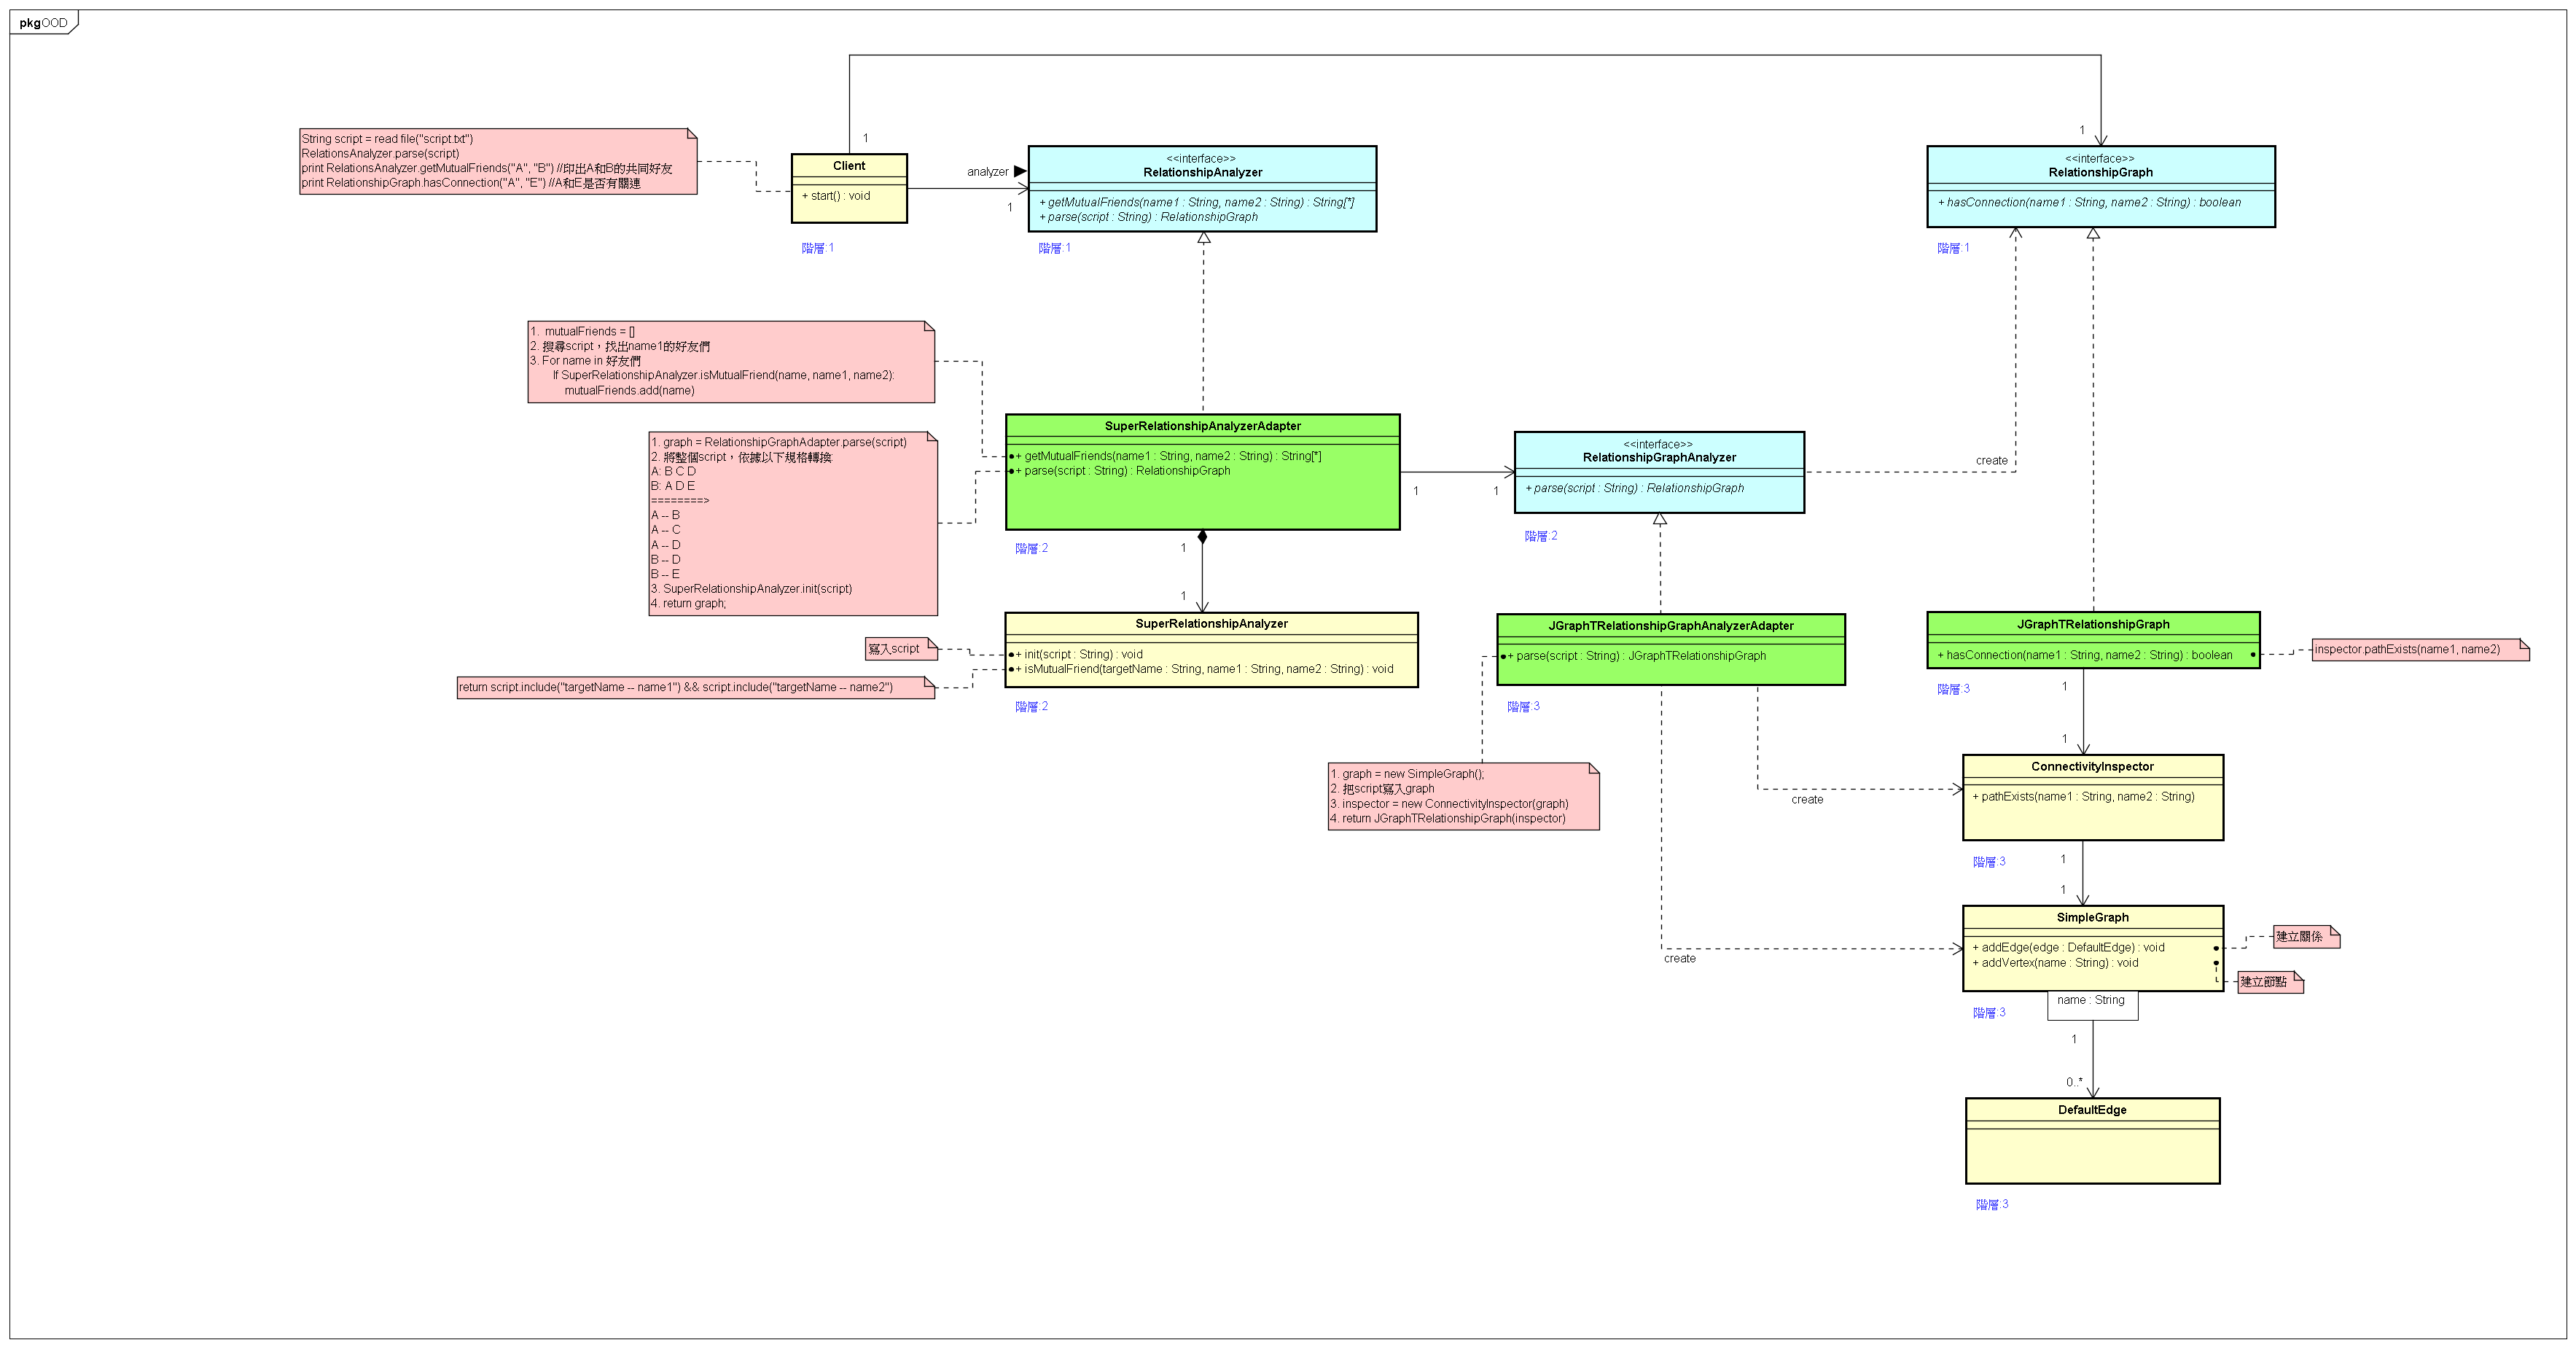 pkg OOD
String script = read file("script.txt")
RelationsAnalyzer.parse(script)
print RelationsAnalyzer.getMutualFriends("A", "B") //印出A和B的共同好友
print RelationshipGraph.hasConnection("A", "E") //A和E是否有關連
1
Client
+ start() : void
階層:1
analyzer
1
<<interface>>
RelationshipAnalyzer
+ getMutualFriends(name1 : String, name2 : String) : String[*]
+ parse(script : String) : RelationshipGraph
階層:1
1
<<interface>>
RelationshipGraph
+ hasConnection(name1 : String, name2 : String) : boolean
階層:1
1. mutualFriends = []
2. 搜尋script，找出name1的好友們
3. For name in 好友們
If SuperRelationshipAnalyzer.isMutualFriend(name, name1, name2):
mutualFriends.add(name)
1. graph = RelationshipGraphAdapter.parse(script)
2. 將整個script，依據以下規格轉換:
A: B C D
B: A D E
========>
A -- B
A -- C
A -- D
B -- D
B -- E
3. SuperRelationshipAnalyzer.init(script)
4. return graph;
SuperRelationshipAnalyzerAdapter
+ getMutualFriends(name1 : String, name2 : String) : String[*]
+ parse(script : String) : RelationshipGraph
階層:2
1
1
1
1
<<interface>>
RelationshipGraphAnalyzer
+ parse(script : String) : RelationshipGraph
階層:2
create
寫入script
return script.include("targetName -- name1") && script.include("targetName -- name2")
SuperRelationshipAnalyzer
+ init(script : String) : void
+ isMutualFriend(targetName : String, name1 : String, name2 : String) : void
階層:2
JGraphTRelationshipGraphAnalyzerAdapter
+ parse(script : String) : JGraphTRelationshipGraph
階層:3
JGraphTRelationshipGraph
+ hasConnection(name1 : String, name2 : String) : boolean
階層:3
inspector.pathExists(name1, name2)
1
1
1. graph = new SimpleGraph();
2. 把script寫入graph
3. inspector = new ConnectivityInspector(graph)
4. return JGraphTRelationshipGraph(inspector)
create
ConnectivityInspector
+ pathExists(name1 : String, name2 : String)
階層:3
1
1
create
SimpleGraph
+ addEdge(edge : DefaultEdge) : void
+ addVertex(name : String) : void
建立關係
建立節點
name : String
階層:3
1
0..*
DefaultEdge
階層:3